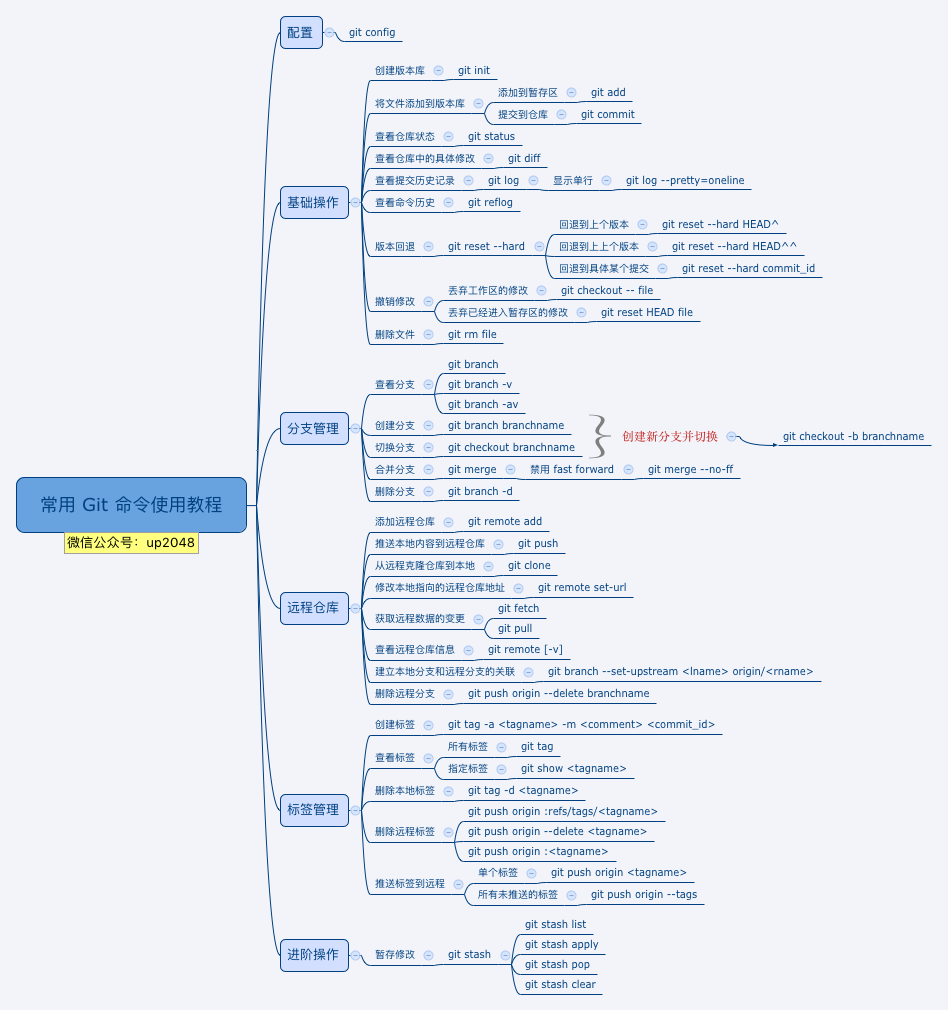 常用 Git 命令使用教程
微信公众号：up2048
配置
git config
基础操作
创建版本库
git init
将文件添加到版本库
添加到暂存区
git add
提交到仓库
git commit
查看仓库状态
git status
查看仓库中的具体修改
git diff
查看提交历史记录
git log
显示单行
git log --pretty=oneline
查看命令历史
git reflog
版本回退
git reset --hard
回退到上个版本
git reset --hard HEAD^
回退到上上个版本
git reset --hard HEAD^^
回退到具体某个提交
git reset --hard commit_id
撤销修改
丢弃工作区的修改
git checkout -- file
丢弃已经进入暂存区的修改
git reset HEAD file
删除文件
git rm file
分支管理
查看分支
git branch
git branch -v
git branch -av
创建分支
git branch branchname
切换分支
git checkout branchname
创建新分支并切换
git checkout -b branchname
合并分支
git merge
禁用 fast forward
git merge --no-ff
删除分支
git branch -d
远程仓库
添加远程仓库
git remote add
推送本地内容到远程仓库
git push
从远程克隆仓库到本地
git clone
修改本地指向的远程仓库地址
git remote set-url
获取远程数据的变更
git fetch
git pull
查看远程仓库信息
git remote [-v]
建立本地分支和远程分支的关联
git branch --set-upstream <lname> origin/<rname>
删除远程分支
git push origin --delete branchname
标签管理
创建标签
git tag -a <tagname> -m <comment> <commit_id>
查看标签
所有标签
git tag
指定标签
git show <tagname>
删除本地标签
git tag -d <tagname>
删除远程标签
git push origin :refs/tags/<tagname>
git push origin --delete <tagname>
git push origin :<tagname>
推送标签到远程
单个标签
git push origin <tagname>
所有未推送的标签
git push origin --tags
进阶操作
暂存修改
git stash
git stash list
git stash apply
git stash pop
git stash clear